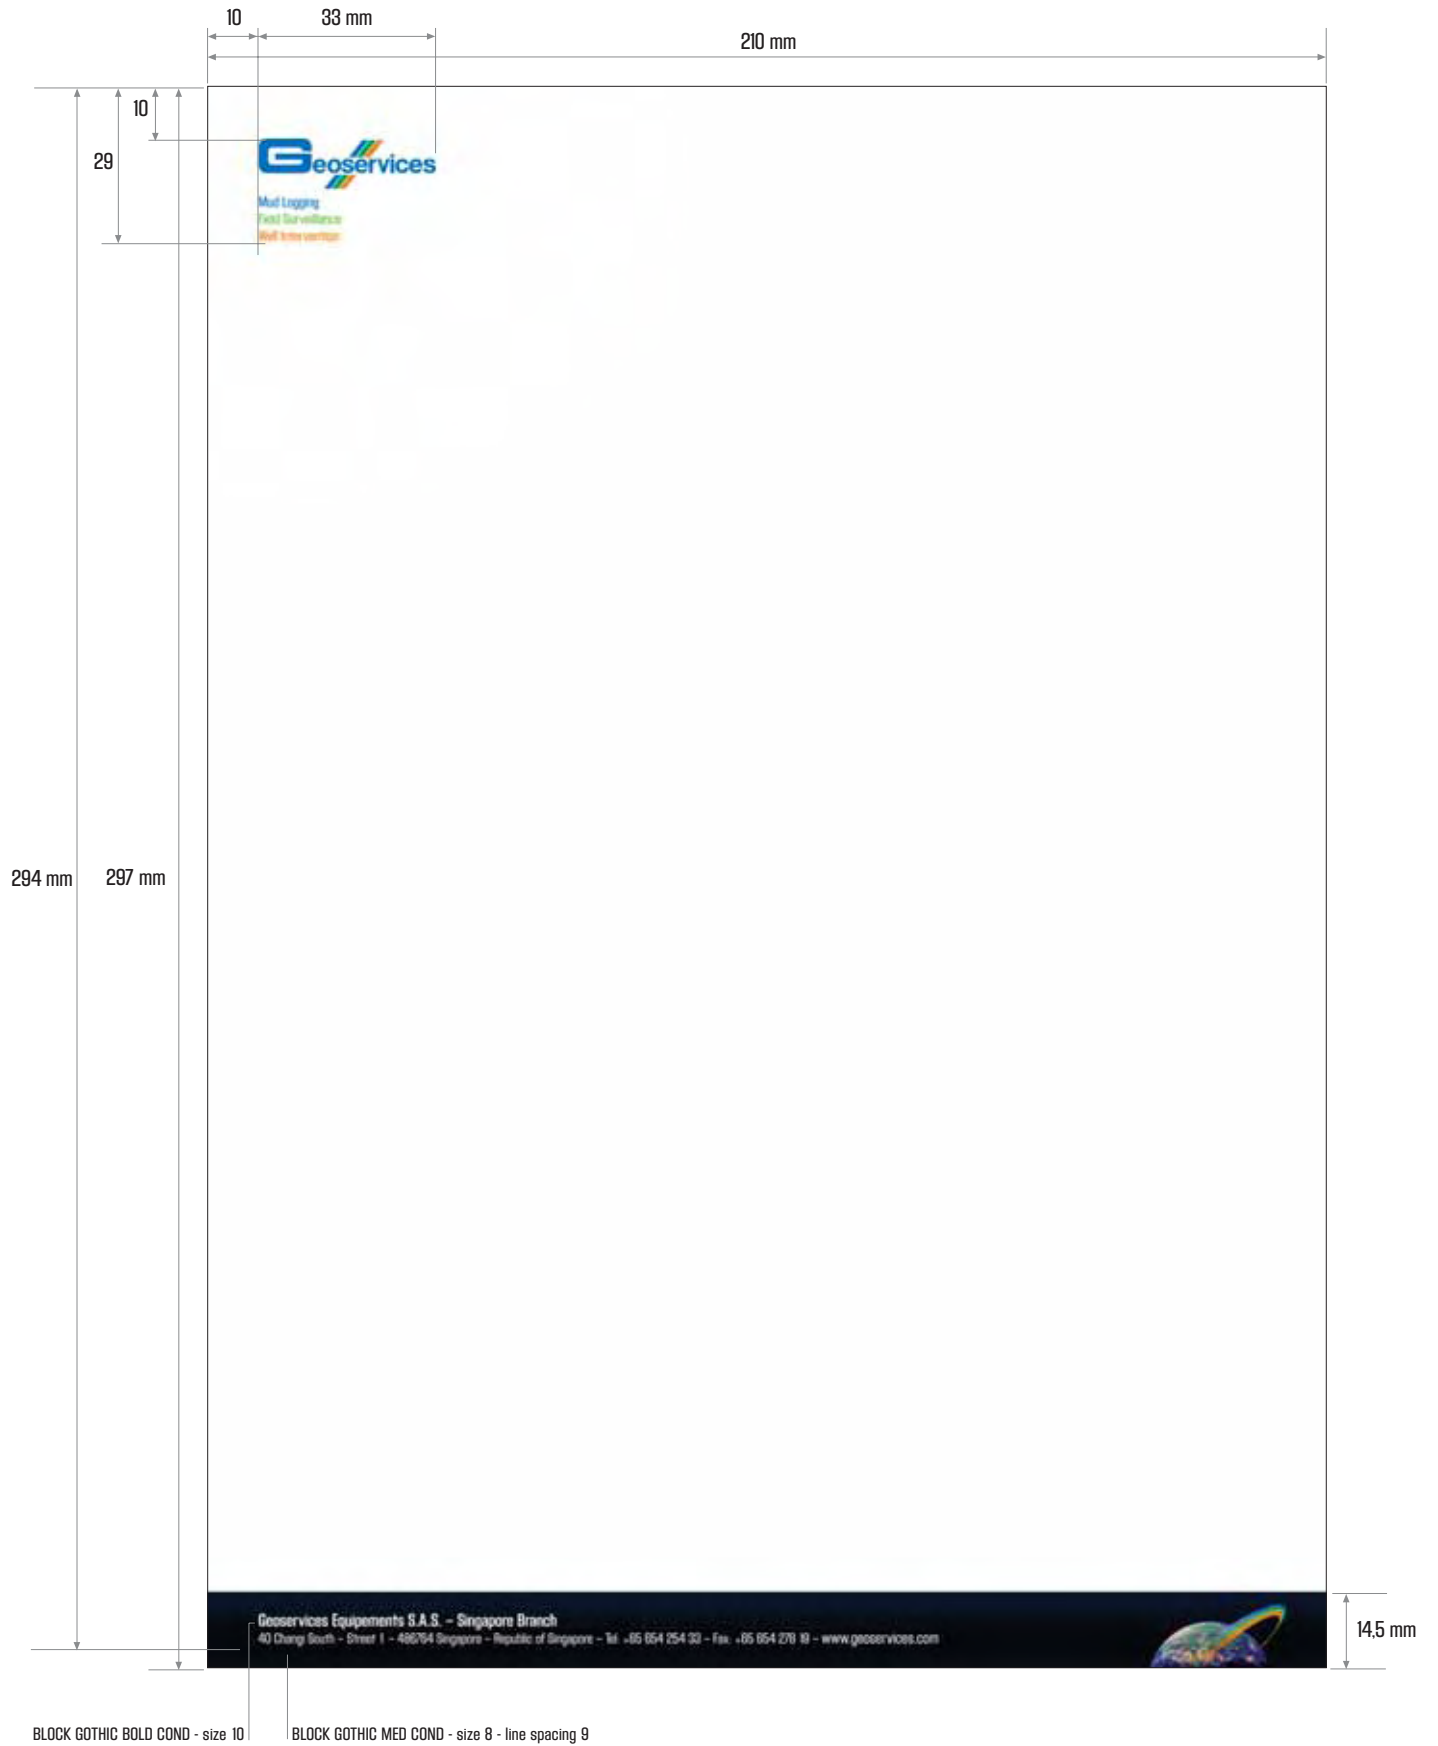 10 33 mm
210 mm
10
29
Geoservices
Mud Logging
Field Surveillance
Well Intervention
294 mm 297 mm
Geoservices Equipements S.A.S. – Singapore Branch
40 Changi South – Street 1 – 486764 Singapore – Republic of Singapore – Tel. +65 654 254 33 – Fax. +65 654 278 19 – www.geoservices.com
14,5 mm
BLOCK GOTHIC BOLD COND - size 10
BLOCK GOTHIC MED COND - size 8 - line spacing 9